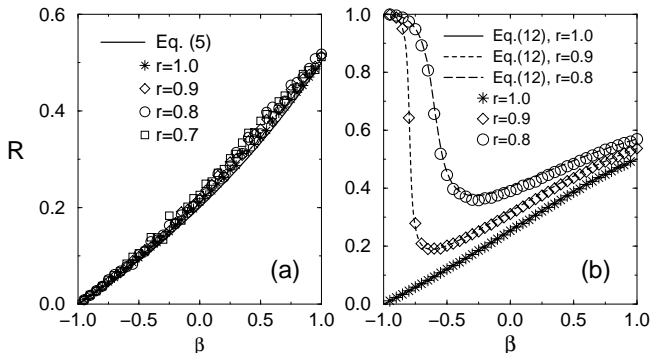 R
0.6
0.4
0.2
0.0
Eq. (5)
r=1.0
r=0.9
r=0.8
r=0.7
(a)
−1.0 −0.5 0.0 0.5 1.0
β
1.0
0.8
0.6
0.4
0.2
0.0
Eq.(12), r=1.0
Eq.(12), r=0.9
Eq.(12), r=0.8
r=1.0
r=0.9
r=0.8
(b)
−1.0 −0.5 0.0 0.5 1.0
β